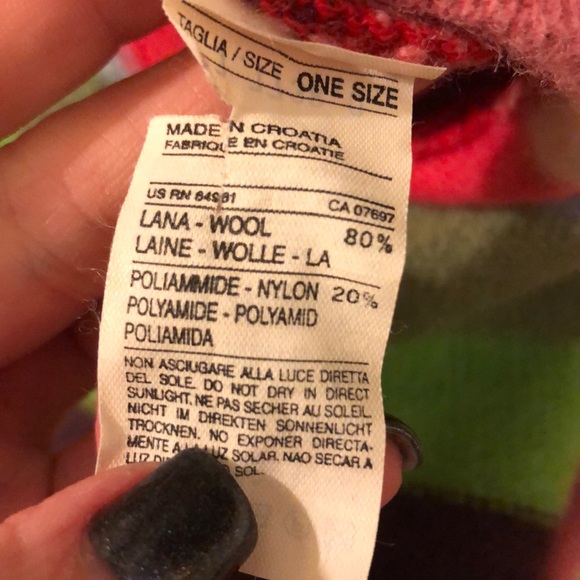 TAGLIA / SIZE ONE SIZE
MADE N CROATIA
FABRIQUE EN CROATIE
US RN 64981 CA 07697
LANA - WOOL 80%
LAINE - WOLLE - LA
POLIAMMIDE - NYLON 20%
POLYAMIDE - POLYAMID
POLIAMIDA
NON ASCIUGARE ALLA LUCE DIRETTA
DEL SOLE. DO NOT DRY IN DIRECT
SUNLIGHT. NE PAS SECHER AU SOLEIL.
NICHT IM DIREKTEN SONNENLICHT
TROCKNEN. NO EXPONER DIRECTA-
MENTE A LA LUZ SOLAR. NAO SECAR A
LUZ SOL.